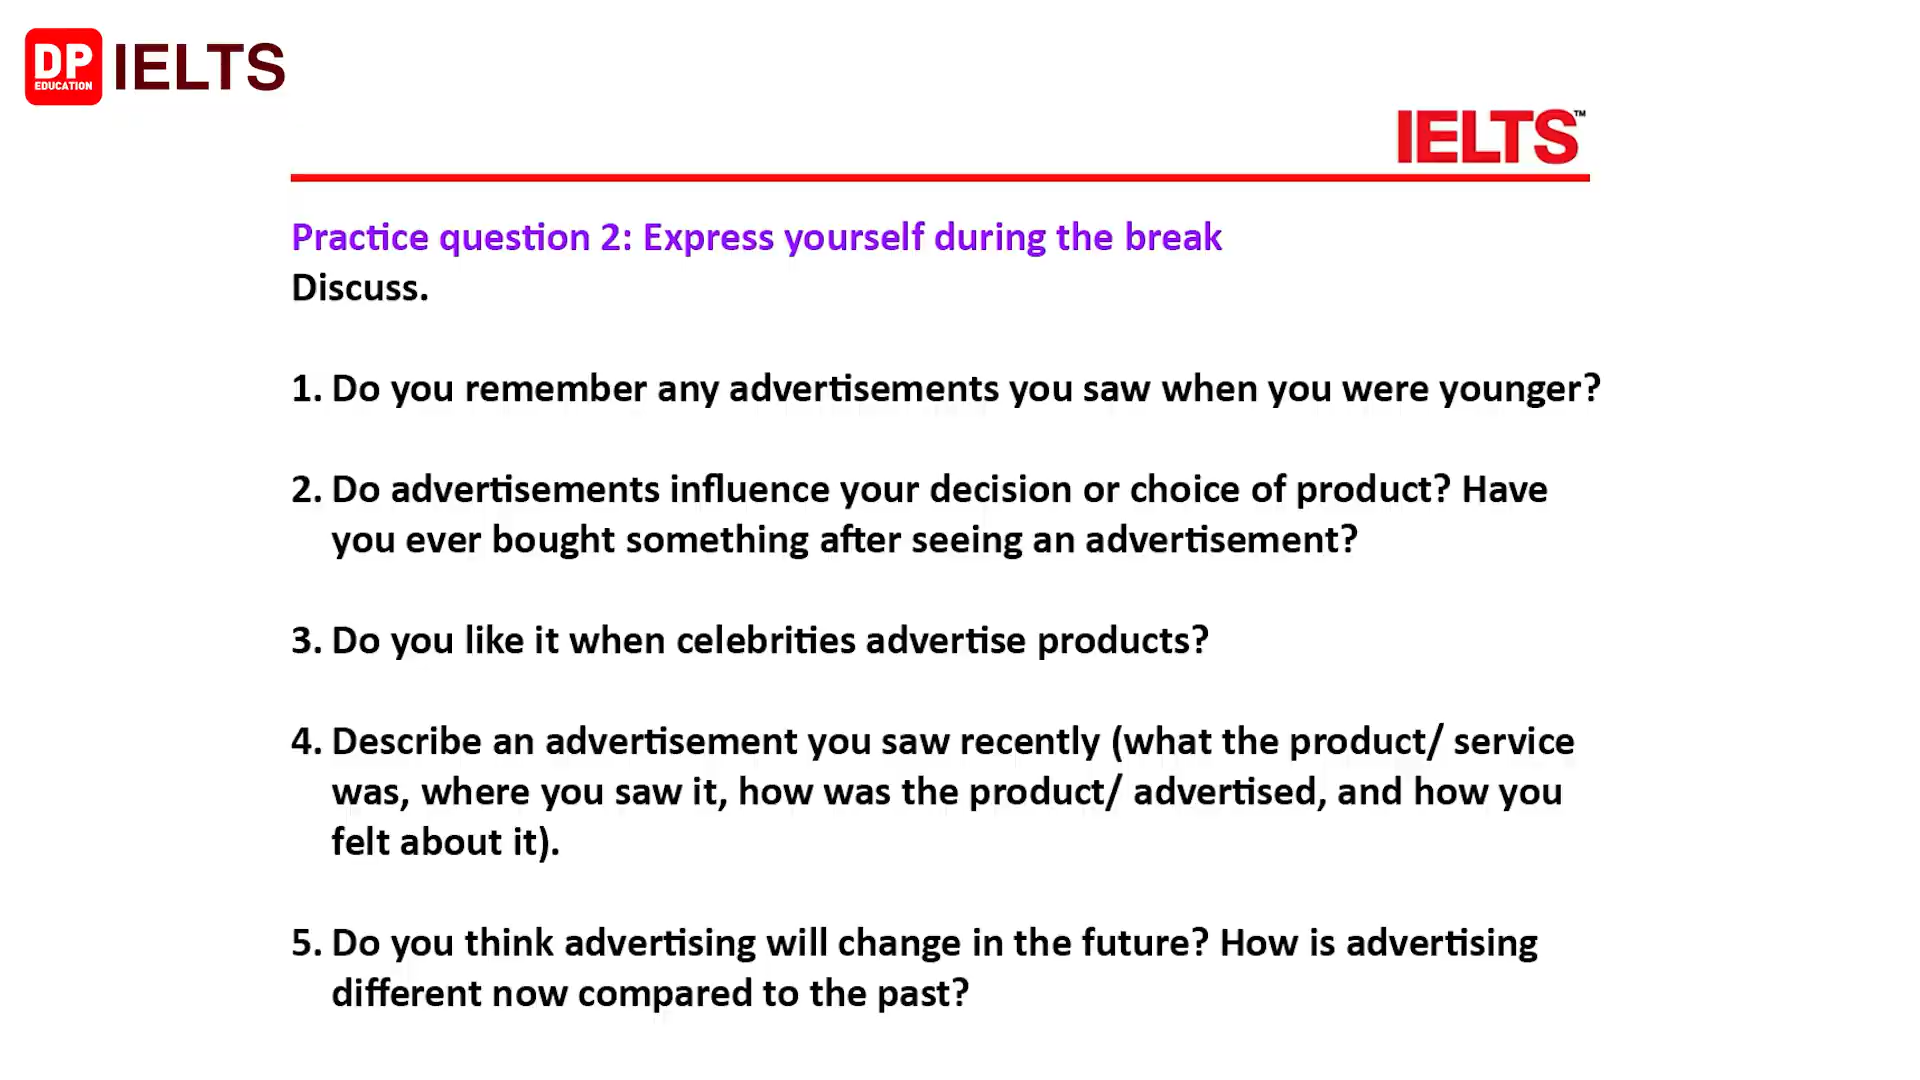 DP
EDUCATION
IELTS
IELTS™
Practice question 2: Express yourself during the break
Discuss.
1. Do you remember any advertisements you saw when you were younger?
2. Do advertisements influence your decision or choice of product? Have
you ever bought something after seeing an advertisement?
3. Do you like it when celebrities advertise products?
4. Describe an advertisement you saw recently (what the product/ service
was, where you saw it, how was the product/ advertised, and how you
felt about it).
5. Do you think advertising will change in the future? How is advertising
different now compared to the past?